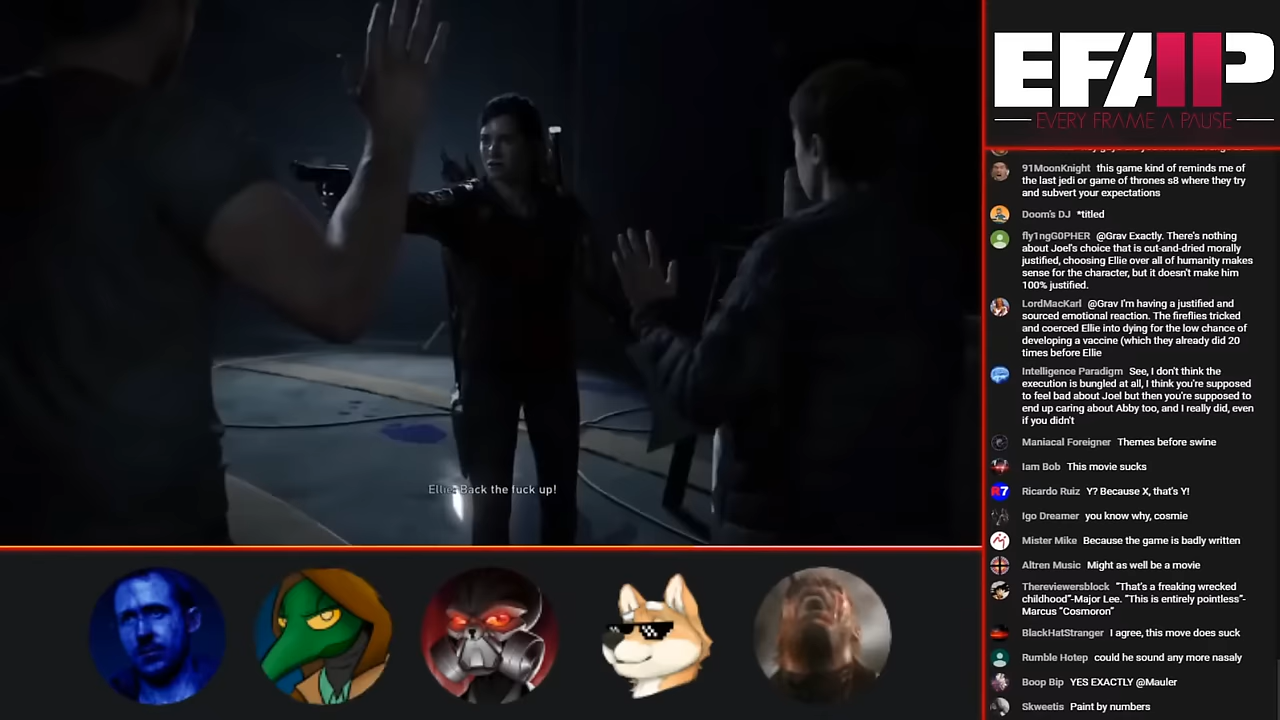 EFAP
EVERY FRAME A PAUSE
91MoonKnight this game kind of reminds me of
the last jedi or game of thrones s8 where they try
and subvert your expectations
Doom's DJ *titled
fly1ngG0PHER @Grav Exactly. There's nothing
about Joel's choice that is cut-and-dried morally
justified, choosing Ellie over all of humanity makes
sense for the character, but it doesn't make him
100% justified.
LordMacKarl @Grav I'm having a justified and
sourced emotional reaction. The fireflies tricked
and coerced Ellie into dying for the low chance of
developing a vaccine (which they already did 20
times before Ellie
Intelligence Paradigm See, I don't think the
execution is bungled at all, I think you're supposed
to feel bad about Joel but then you're supposed to
end up caring about Abby too, and I really did, even
if you didn't
Maniacal Foreigner Themes before swine
Iam Bob This movie sucks
R7
Ricardo Ruiz Y? Because X, that's Y!
Igo Dreamer you know why, cosmie
Mister Mike Because the game is badly written
Altren Music Might as well be a movie
Thereviewersblock "That's a freaking wrecked
childhood"-Major Lee. "This is entirely pointless"-
Marcus "Cosmoron"
BlackHatStranger I agree, this move does suck
Rumble Hotep could he sound any more nasaly
Boop Bip YES EXACTLY @Mauler
Skweetis Paint by numbers
Ellie: Back the fuck up!